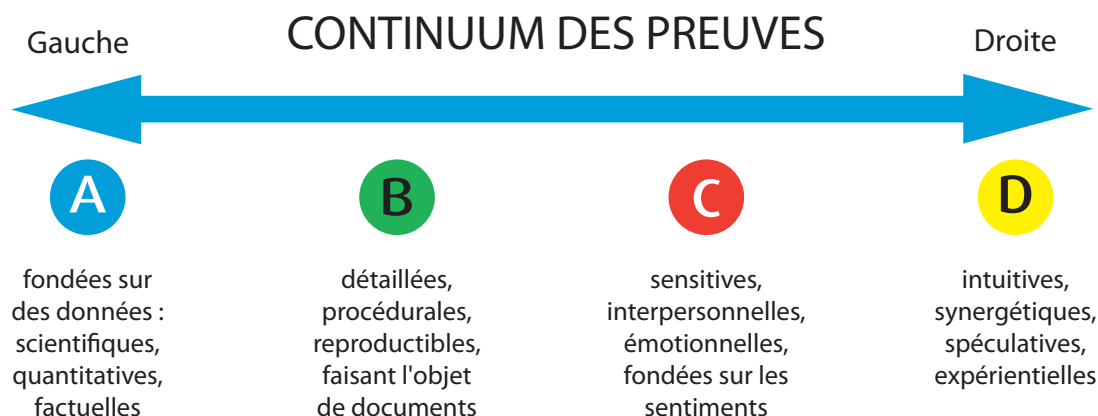 Gauche
CONTINUUM DES PREUVES
Droite
A
fondées sur
des données :
scientifiques,
quantitatives,
factuelles
B
détaillées,
procédurales,
reproductibles,
faisant l'objet
de documents
C
sensitives,
interpersonnelles,
émotionnelles,
fondées sur les
sentiments
D
intuitives,
synergétiques,
spéculatives,
expérientielles